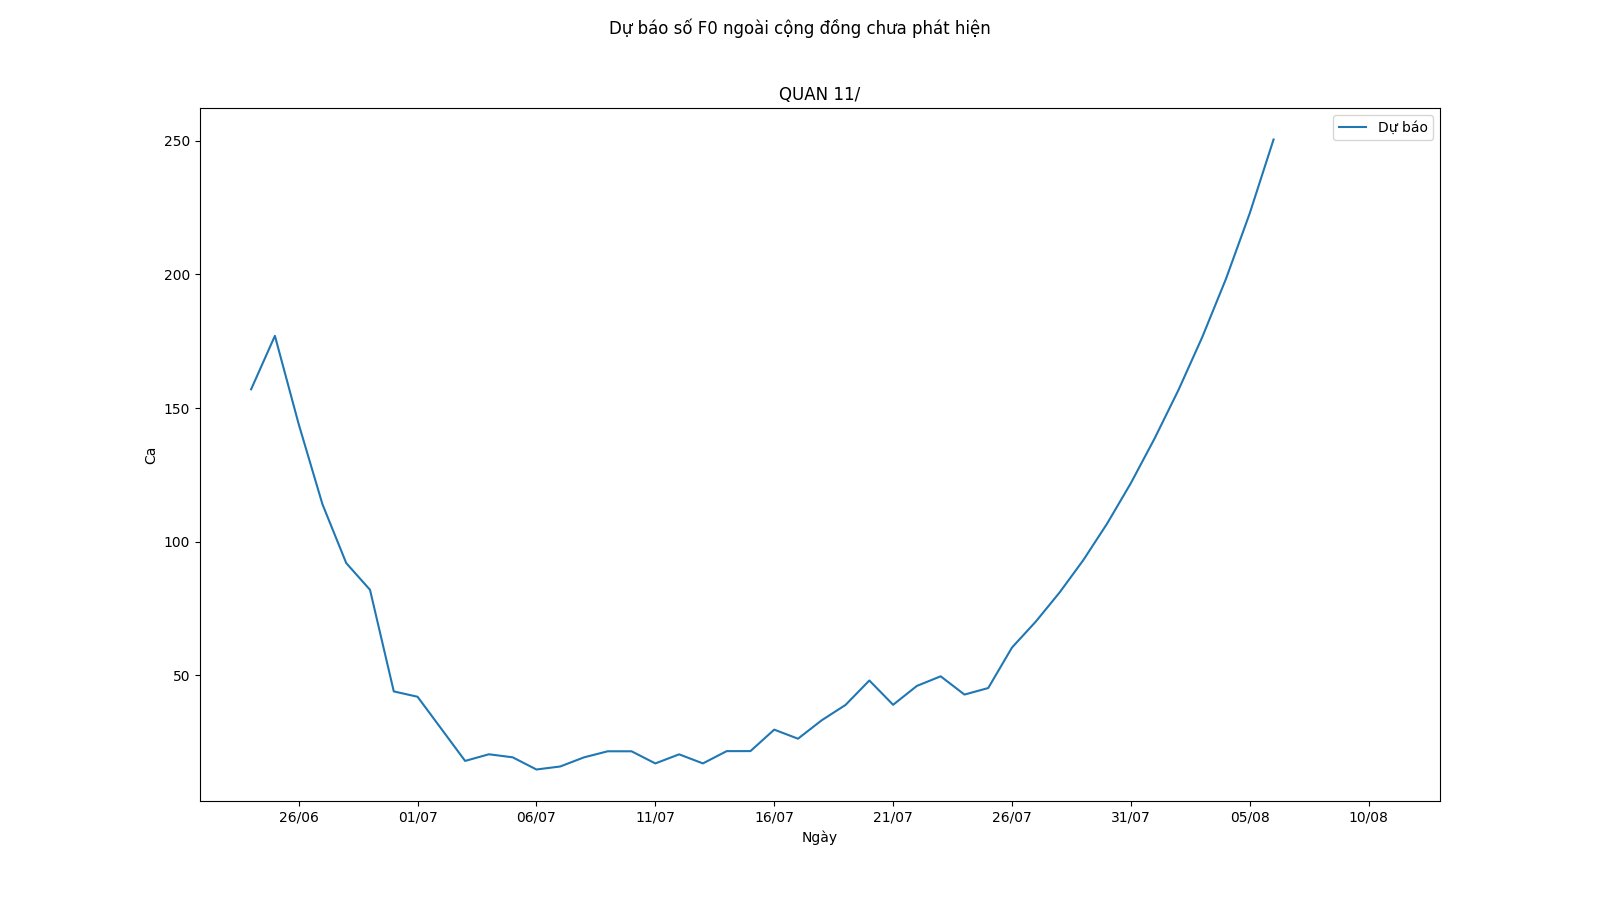 Dự báo số F0 ngoài cộng đồng chưa phát hiện
QUAN 11/
Dự báo
250
200
150
100
50
Ca
26/06 01/07 06/07 11/07 16/07 21/07 26/07 31/07 05/08 10/08
Ngày